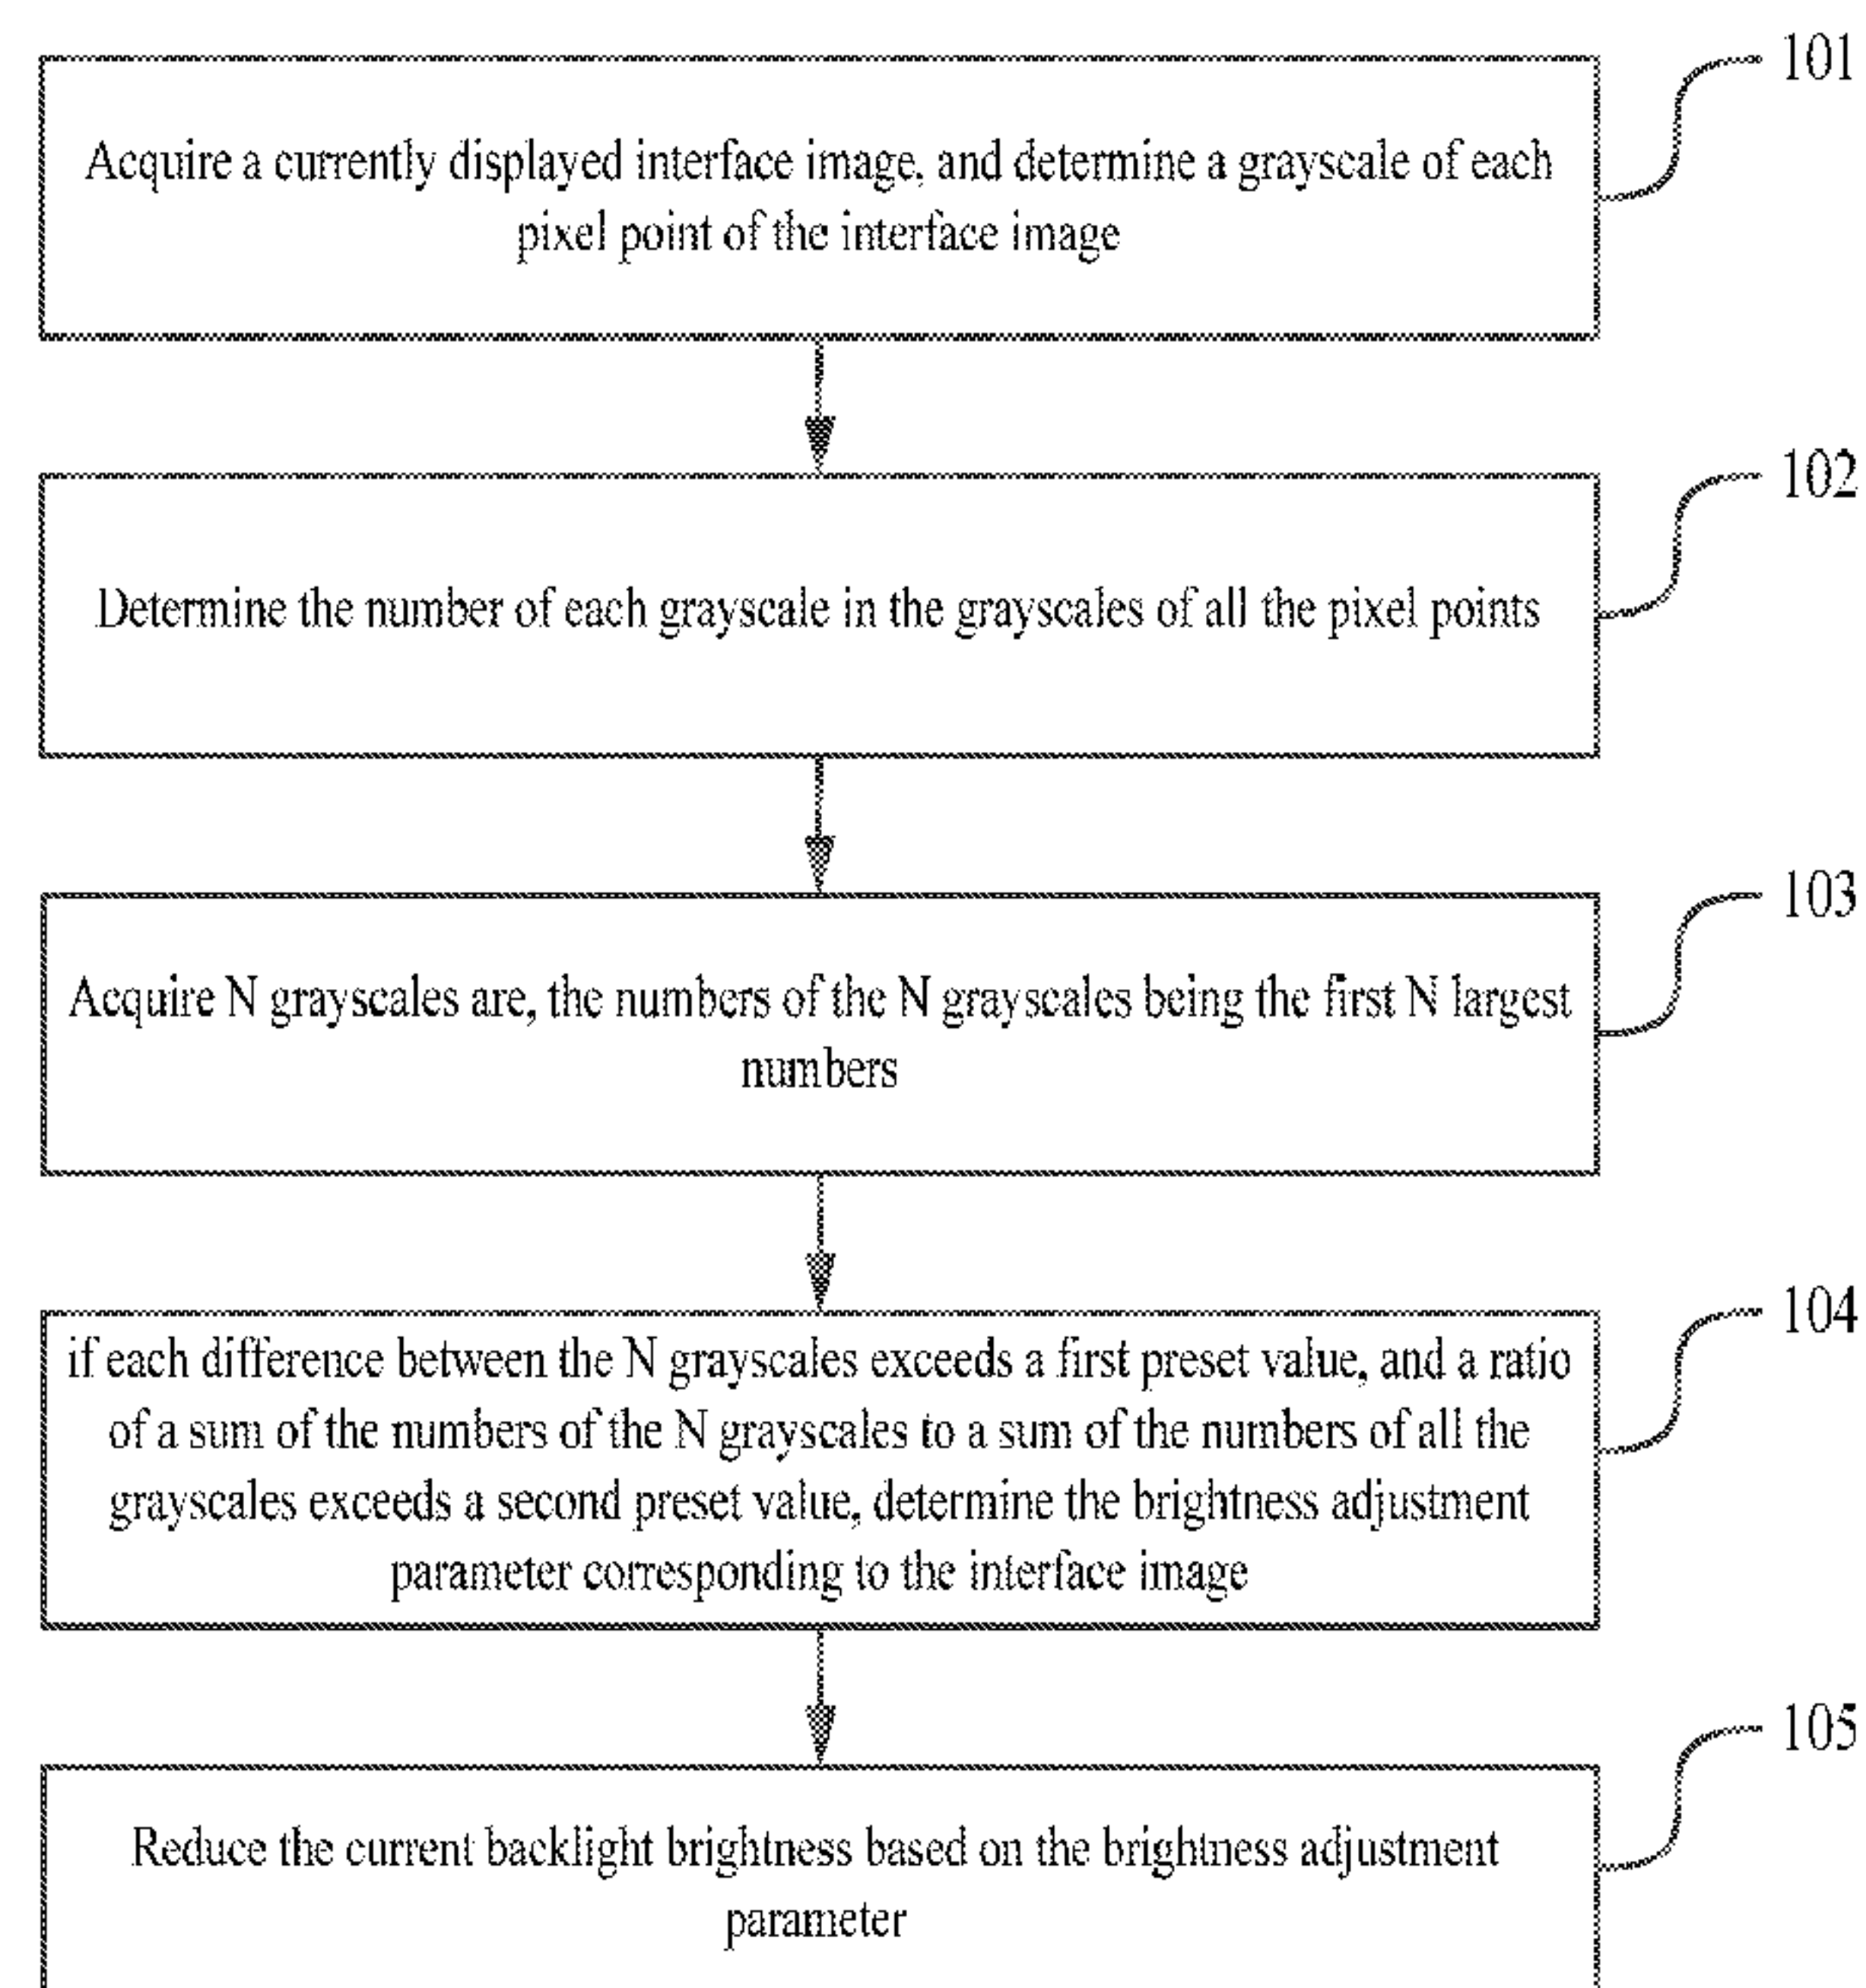 101
Acquire a currently displayed interface image, and determine a grayscale of each
pixel point of the interface image
102
Determine the number of each grayscale in the grayscales of all the pixel points
103
Acquire N grayscales are, the numbers of the N grayscales being the first N largest
numbers
104
if each difference between the N grayscales exceeds a first preset value, and a ratio
of a sum of the numbers of the N grayscales to a sum of the numbers of all the
grayscales exceeds a second preset value, determine the brightness adjustment
parameter corresponding to the interface image
105
Reduce the current backlight brightness based on the brightness adjustment
parameter